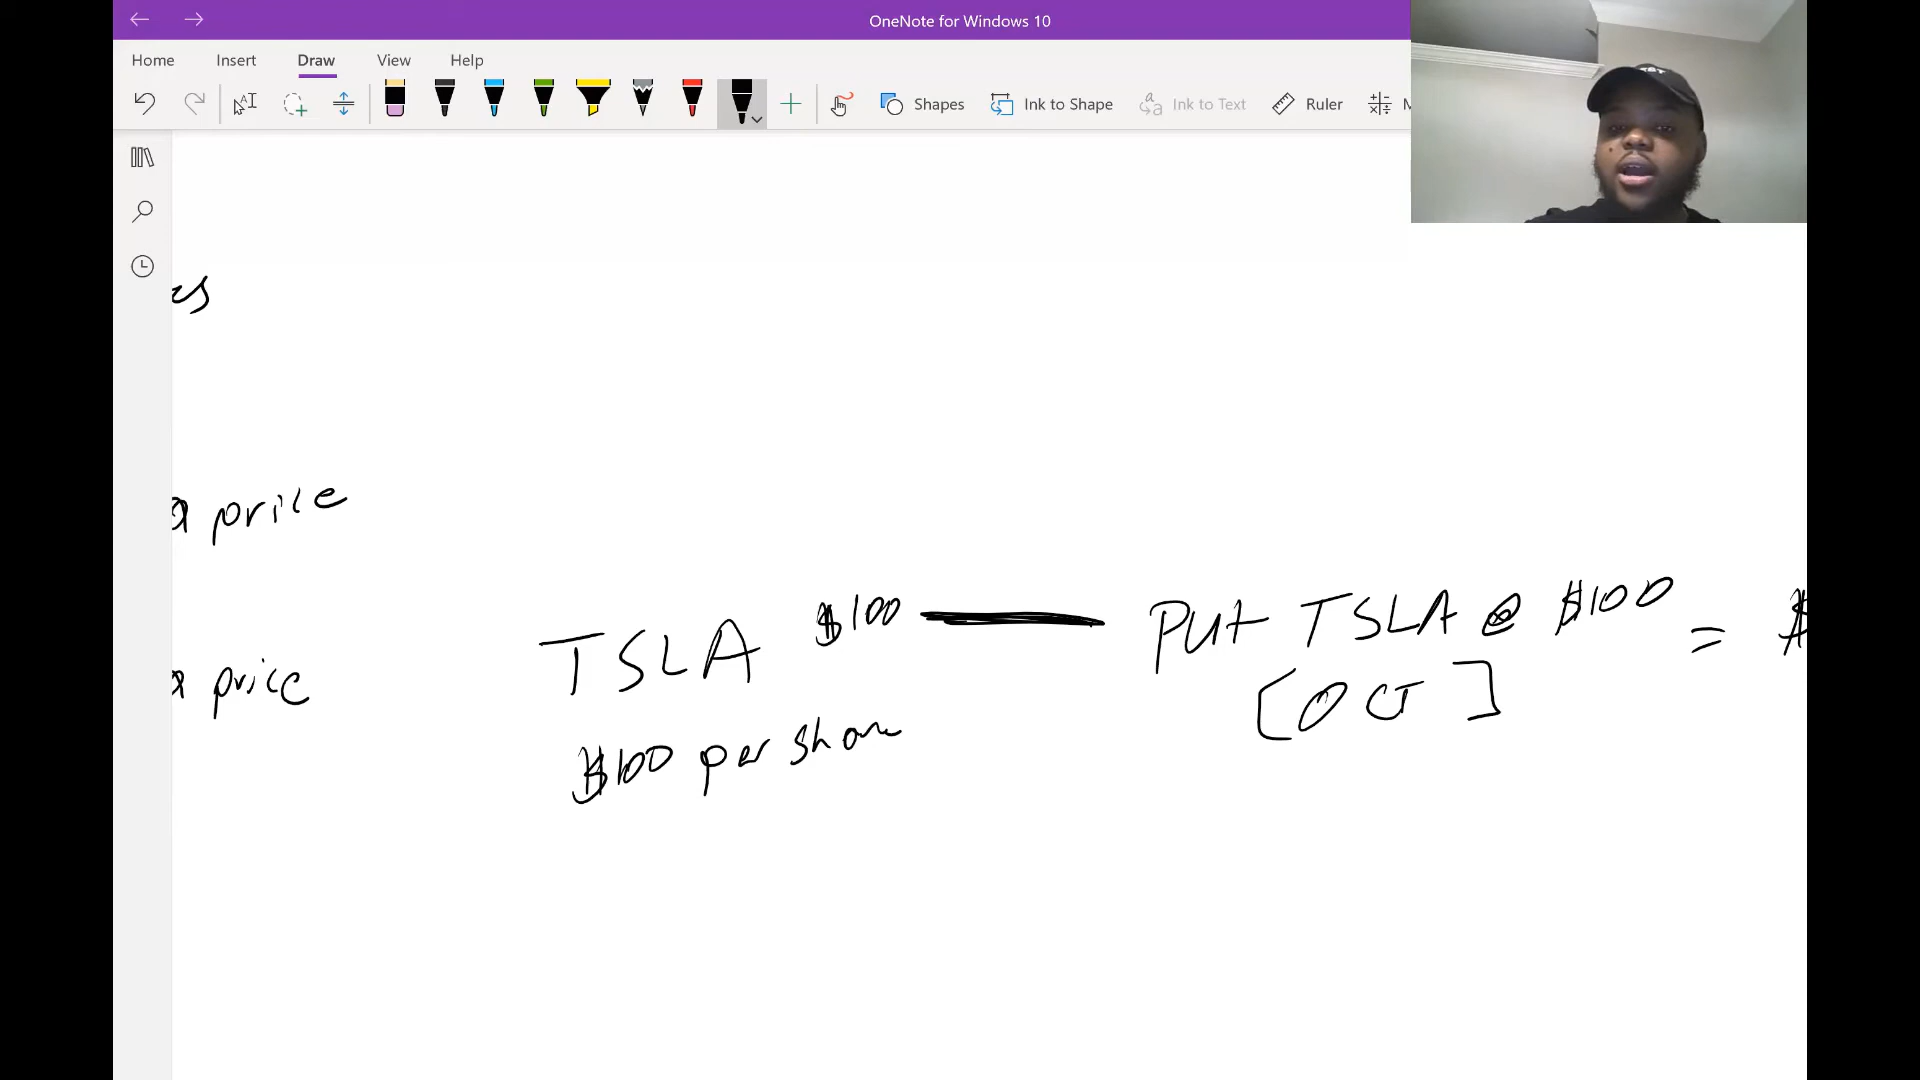 OneNote for Windows 10
Home Insert Draw View Help
Shapes Ink to Shape Ink to Text Ruler M
es
a price
TSLA $100 PUT TSLA @ $100 = $
[OCT]
a price
$100 per share